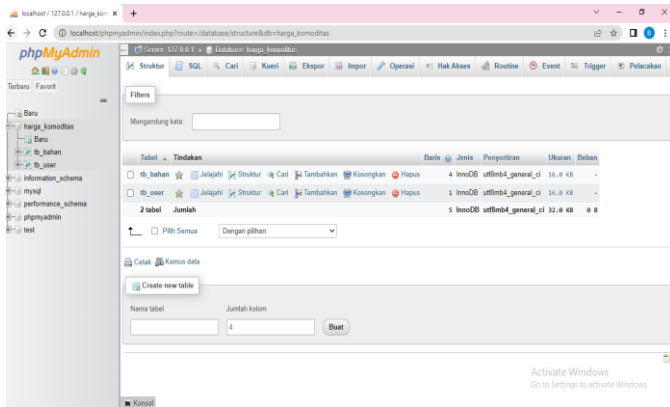 localhost / 127.0.0.1 / harga_kom
localhost/phpmyadmin/index.php?route=/database/structure&db=harga_komoditas
phpMyAdmin
Terbaru Favorit
Baru
harga_komoditas
Baru
tb_bahan
tb_user
information_schema
mysql
performance_schema
phpmyadmin
test
Server: 127.0.0.1 » Database: harga_komoditas
Struktur SQL Cari Kueri Ekspor Impor Operasi Hak Akses Routine Event Trigger Pelacakan
Filters
Mengandung kata:
Tabel Tindakan Baris Jenis Penyortiran Ukuran Beban
tb_bahan Jelajahi Struktur Cari Tambahkan Kosongkan Hapus 4 InnoDB utf8mb4_general_ci 16.0 KB -
tb_user Jelajahi Struktur Cari Tambahkan Kosongkan Hapus 1 InnoDB utf8mb4_general_ci 16.0 KB -
2 tabel Jumlah 5 InnoDB utf8mb4_general_ci 32.0 KB 0 B
Pilih Semua Dengan pilihan:
Cetak Kamus data
Create new table
Nama tabel Jumlah kolom
4 Buat
Activate Windows
Go to Settings to activate Windows.
Konsol